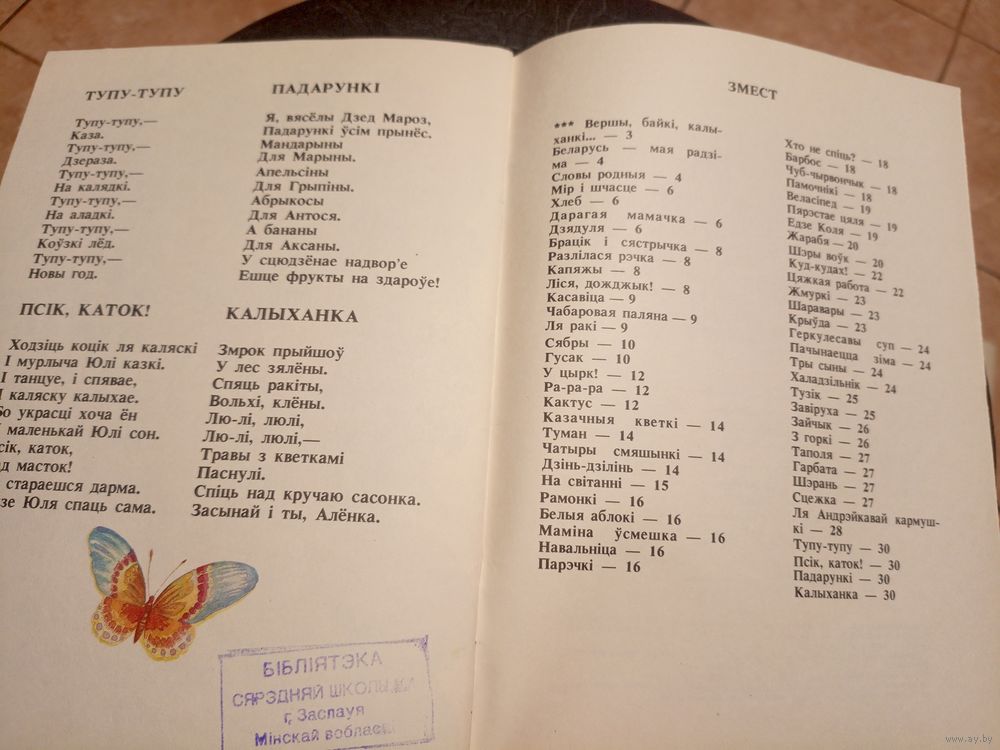 ТУПУ-ТУПУ
Тупу-тупу,—
Каза.
Тупу-тупу,—
Дзераза.
Тупу-тупу,—
На калядкі.
Тупу-тупу,—
На аладкі.
Тупу-тупу,—
Коўзкі лёд.
Тупу-тупу,—
Новы год.
ПАДАРУНКІ
Я, вясёлы Дзед Мароз,
Падарункі ўсім прынёс.
Мандарыны
Для Марыны.
Апельсіны
Для Грыпіны.
Абрыкосы
Для Антося.
А бананы
Для Аксаны.
У сцюдзёнае надвор'е
Ешце фрукты на здароўе!
ПСІК, КАТОК!
Ходзіць коцік ля каляскі
І мурлыча Юлі казкі.
І танцуе, і спявае,
І каляску калыхае.
Бо украсці хоча ён
маленькай Юлі сон.
каток,
масток!
стараешся дарма.
Юля спаць сама.
КАЛЫХАНКА
Змрок прыйшоў
У лес зялёны.
Спяць ракіты,
Вольхі, клёны.
Лю-лі, люлі,
Лю-лі, люлі,—
Травы з кветкамі
Паснулі.
Спіць над кручаю сасонка.
Засынай і ты, Алёнка.
БІБЛІЯТЭКА
СЯРЭДНЯЙ ШКОЛЫ
г. Заслауя
Мінскай вобласці
ЗМЕСТ
*** Вершы, байкі, калы-
ханкі... — 3
Беларусь — мая радзі-
ма — 4
Словы родныя — 4
Мір і шчасце — 6
Хлеб — 6
Дарагая мамачка — 6
Дзядуля — 6
Брацік і сястрычка — 8
Разлілася рэчка — 8
Капяжы — 8
Ліся, дожджык! — 8
Касавіца — 9
Чабаровая паляна — 9
Ля ракі — 9
Сябры — 10
Гусак — 10
У цырк! — 12
Ра-ра-ра — 12
Кактус — 12
Казачныя кветкі — 14
Туман — 14
Чатыры смяшынкі — 14
Дзінь-дзілінь — 14
На світанні — 15
Рамонкі — 16
Белыя аблокі — 16
Маміна ўсмешка — 16
Навальніца — 16
Парэчкі — 16
Хто не спіць? — 18
Барбос — 18
Чуб-чырвончык — 18
Памочнікі — 18
Веласіпед — 19
Пярэстае цяля — 19
Едзе Коля — 19
Жарабя — 20
Шэры воўк — 20
Куд-кудах! — 22
Цяжкая работа — 22
Жмуркі — 23
Шаравары — 23
Крыўда — 23
Геркулесавы суп — 24
Пачынаецца зіма — 24
Тры сыны — 24
Халадзільнік — 24
Тузік — 25
Завіруха — 25
Зайчык — 26
З горкі — 26
Таполя — 27
Гарбата — 27
Шэрань — 27
Сцежка — 27
Ля Андрэйкавай кармуш-
кі — 28
Тупу-тупу — 30
Псік, каток! — 30
Падарункі — 30
Калыханка — 30
www.ay.by